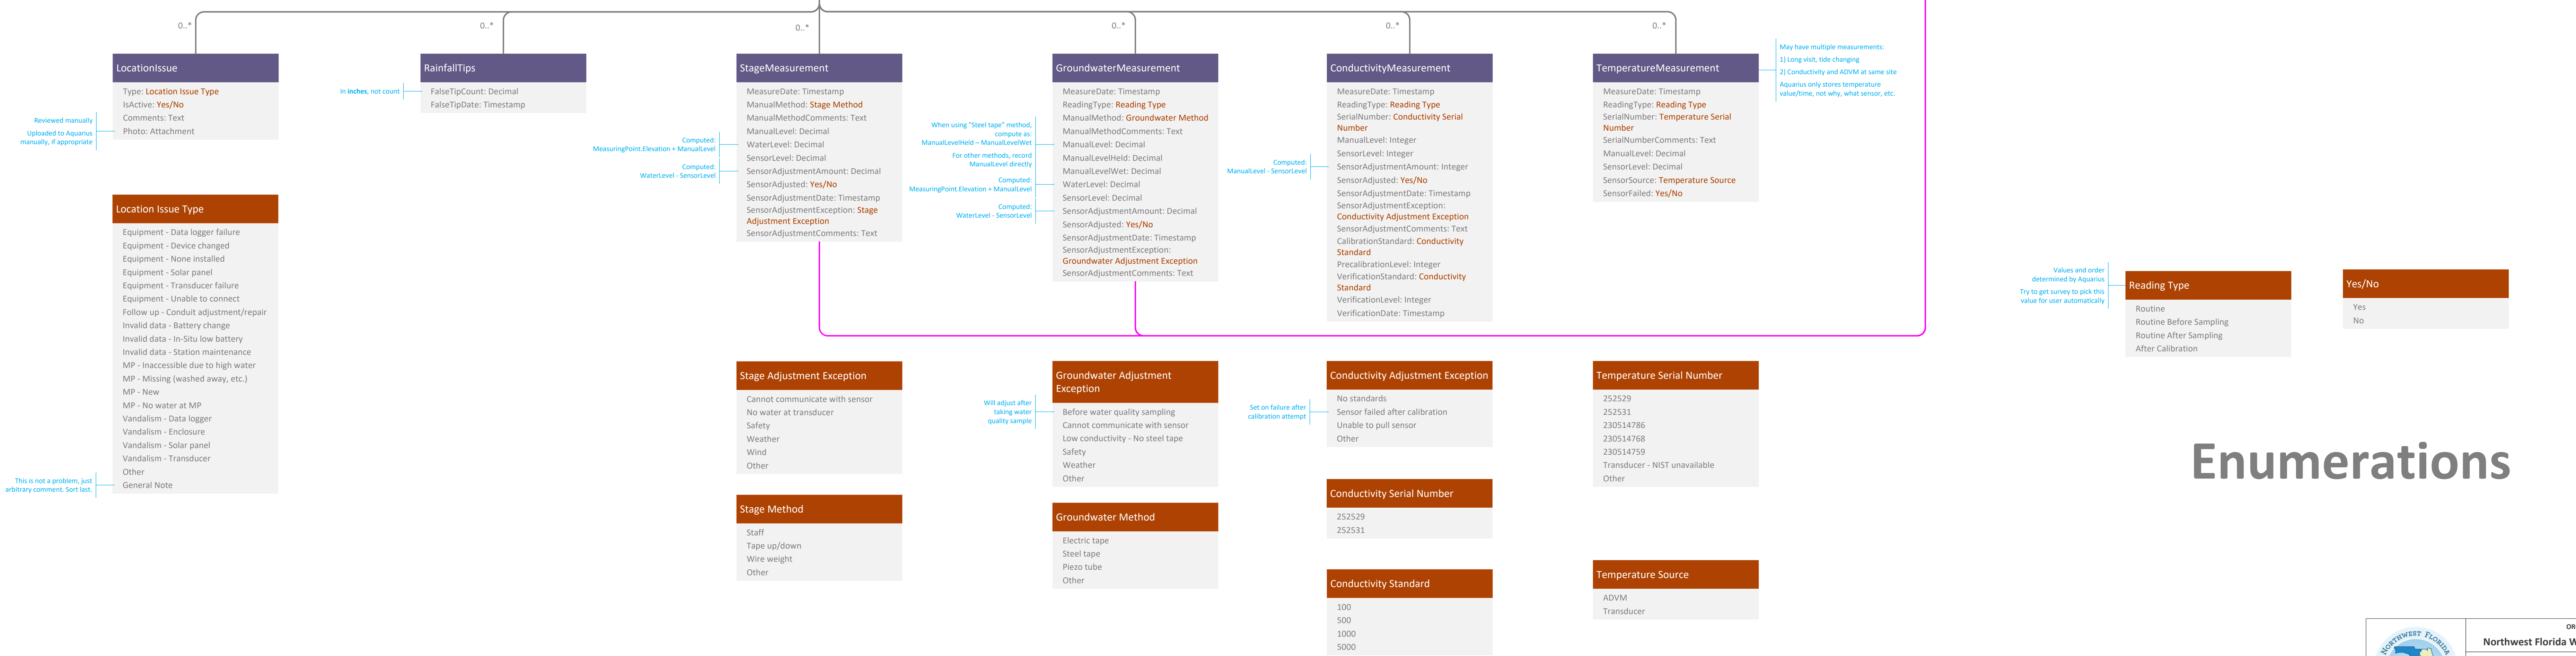 0..*
0..*
0..*
0..*
0..*
0..*
LocationIssue
Type: Location Issue Type
IsActive: Yes/No
Comments: Text
Photo: Attachment
Reviewed manually
Uploaded to Aquarius
manually, if appropriate
Location Issue Type
Equipment - Data logger failure
Equipment - Device changed
Equipment - None installed
Equipment - Solar panel
Equipment - Transducer failure
Equipment - Unable to connect
Follow up - Conduit adjustment/repair
Invalid data - Battery change
Invalid data - In-Situ low battery
Invalid data - Station maintenance
MP - Inaccessible due to high water
MP - Missing (washed away, etc.)
MP - New
MP - No water at MP
Vandalism - Data logger
Vandalism - Enclosure
Vandalism - Solar panel
Vandalism - Transducer
Other
General Note
This is not a problem, just
arbitrary comment. Sort last.
RainfallTips
FalseTipCount: Decimal
FalseTipDate: Timestamp
In inches, not count
StageMeasurement
MeasureDate: Timestamp
ManualMethod: Stage Method
ManualMethodComments: Text
ManualLevel: Decimal
WaterLevel: Decimal
SensorLevel: Decimal
SensorAdjustmentAmount: Decimal
SensorAdjusted: Yes/No
SensorAdjustmentDate: Timestamp
SensorAdjustmentException: Stage
Adjustment Exception
SensorAdjustmentComments: Text
Computed:
MeasuringPoint.Elevation + ManualLevel
Computed:
WaterLevel - SensorLevel
Stage Adjustment Exception
Cannot communicate with sensor
No water at transducer
Safety
Weather
Wind
Other
Stage Method
Staff
Tape up/down
Wire weight
Other
GroundwaterMeasurement
MeasureDate: Timestamp
ReadingType: Reading Type
ManualMethod: Groundwater Method
ManualMethodComments: Text
ManualLevel: Decimal
ManualLevelHeld: Decimal
ManualLevelWet: Decimal
WaterLevel: Decimal
SensorLevel: Decimal
SensorAdjustmentAmount: Decimal
SensorAdjusted: Yes/No
SensorAdjustmentDate: Timestamp
SensorAdjustmentException:
Groundwater Adjustment Exception
SensorAdjustmentComments: Text
When using "Steel tape" method,
compute as:
ManualLevelHeld – ManualLevelWet
For other methods, record
ManualLevel directly
Computed:
MeasuringPoint.Elevation + ManualLevel
Computed:
WaterLevel - SensorLevel
Groundwater Adjustment
Exception
Before water quality sampling
Cannot communicate with sensor
Low conductivity - No steel tape
Safety
Weather
Other
Will adjust after
taking water
quality sample
Groundwater Method
Electric tape
Steel tape
Piezo tube
Other
ConductivityMeasurement
MeasureDate: Timestamp
ReadingType: Reading Type
SerialNumber: Conductivity Serial
Number
ManualLevel: Integer
SensorLevel: Integer
SensorAdjustmentAmount: Integer
SensorAdjusted: Yes/No
SensorAdjustmentDate: Timestamp
SensorAdjustmentException:
Conductivity Adjustment Exception
SensorAdjustmentComments: Text
CalibrationStandard: Conductivity
Standard
PrecalibrationLevel: Integer
VerificationStandard: Conductivity
Standard
VerificationLevel: Integer
VerificationDate: Timestamp
Computed:
ManualLevel - SensorLevel
Conductivity Adjustment Exception
No standards
Sensor failed after calibration
Unable to pull sensor
Other
Set on failure after
calibration attempt
Conductivity Serial Number
252529
252531
Conductivity Standard
100
500
1000
5000
TemperatureMeasurement
MeasureDate: Timestamp
ReadingType: Reading Type
SerialNumber: Temperature Serial
Number
SerialNumberComments: Text
ManualLevel: Decimal
SensorLevel: Decimal
SensorSource: Temperature Source
SensorFailed: Yes/No
May have multiple measurements:
1) Long visit, tide changing
2) Conductivity and ADVM at same site
Aquarius only stores temperature
value/time, not why, what sensor, etc.
Temperature Serial Number
252529
252531
230514786
230514768
230514759
Transducer - NIST unavailable
Other
Temperature Source
ADVM
Transducer
Values and order
determined by Aquarius
Try to get survey to pick this
value for user automatically
Reading Type
Routine
Routine Before Sampling
Routine After Sampling
After Calibration
Yes/No
Yes
No
Enumerations
NORTHWEST FLORIDA
OR
Northwest Florida W